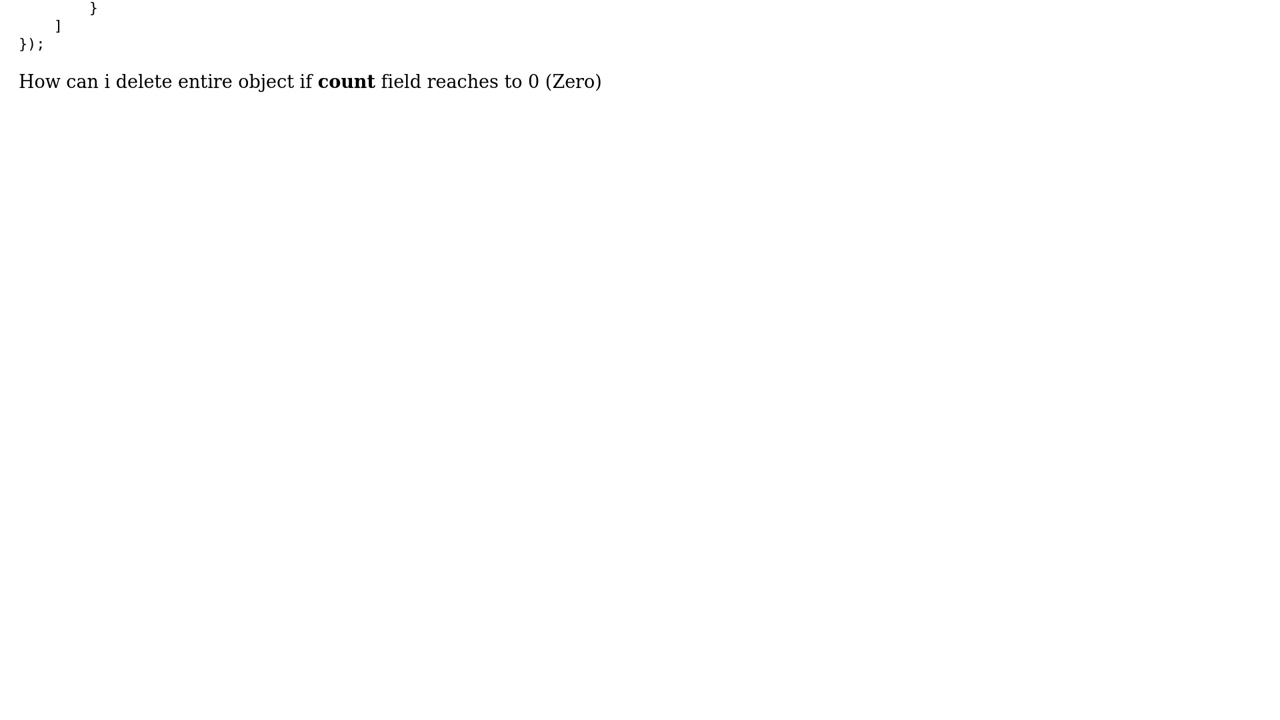 }
    ]
});
How can i delete entire object if count field reaches to 0 (Zero)